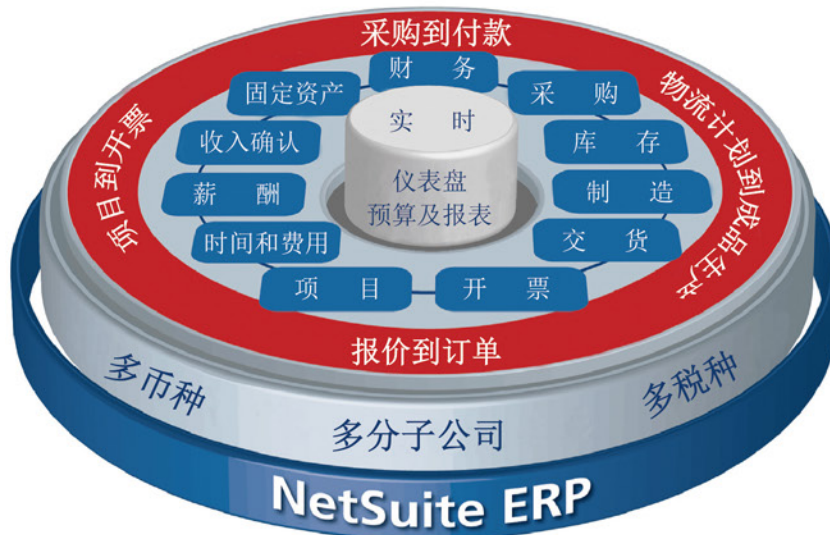 采购到付款
财 务
固定资产
采 购
实 时
收入确认
库 存
项目到开票
物流计划到成品生产
仪表盘
薪 酬
制 造
预算及报表
时间和费用
交 货
项 目
开 票
报价到订单
多币种
多税种
多分子公司
NetSuite ERP